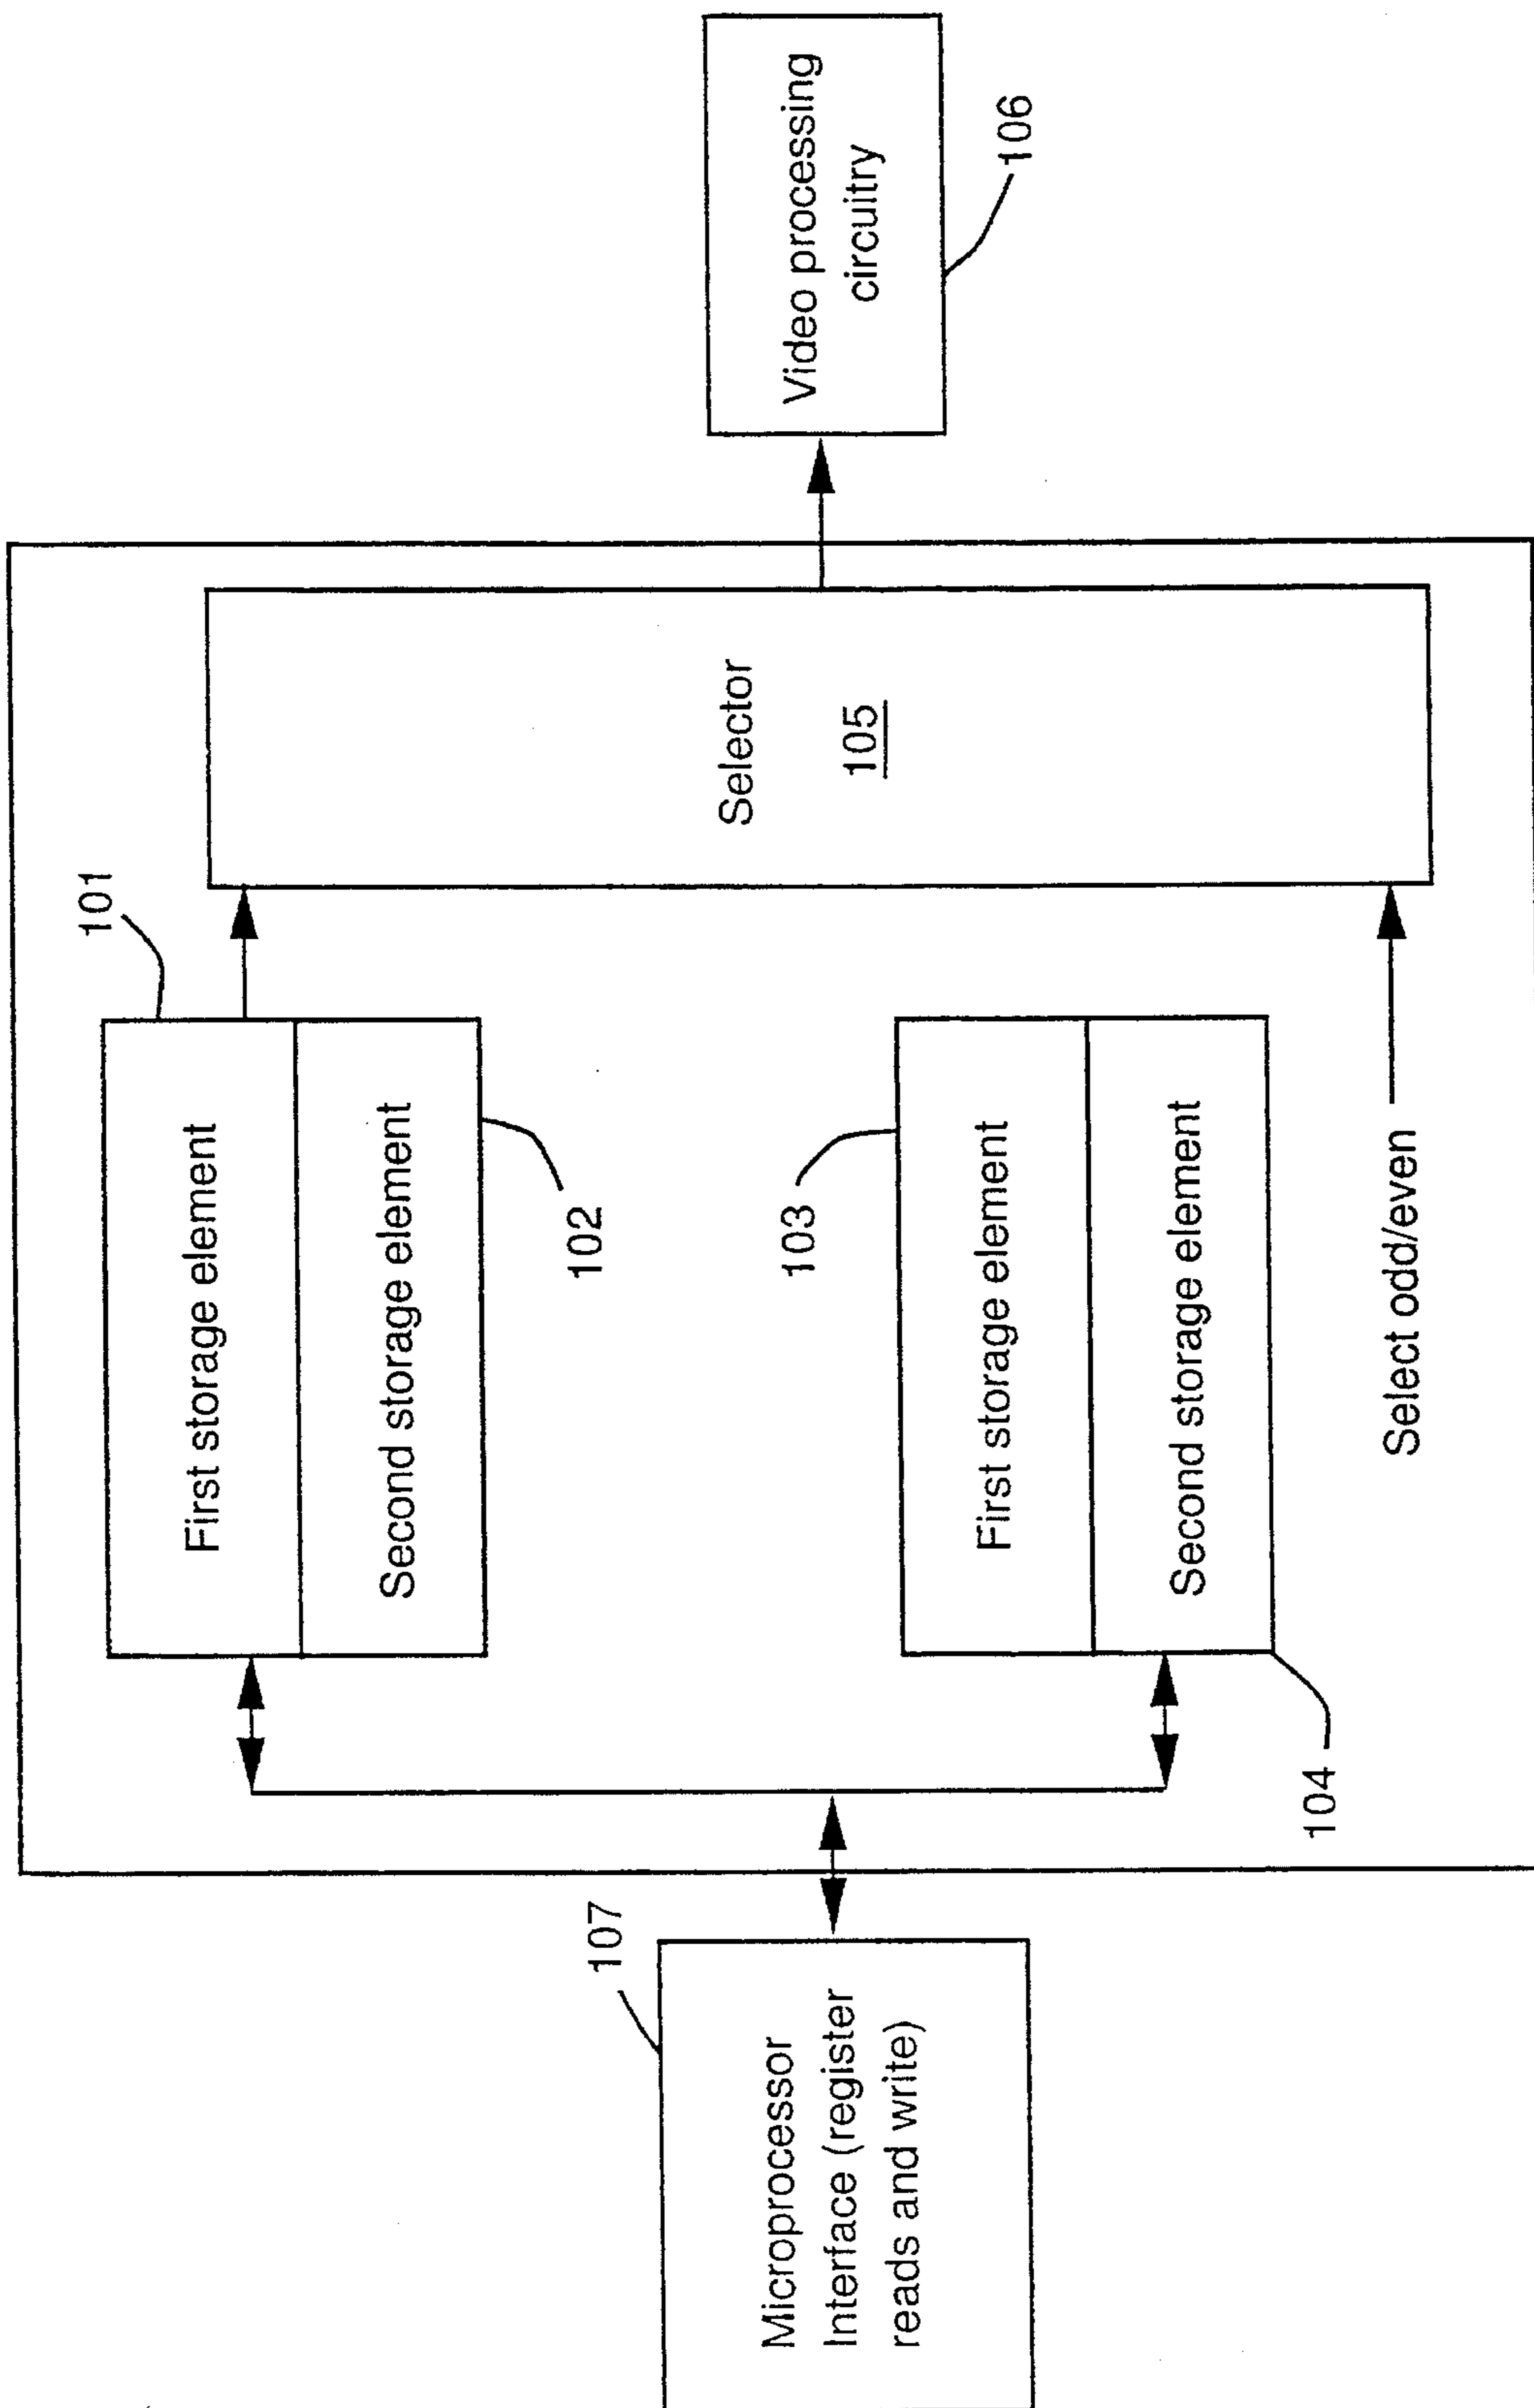 Microprocessor
Interface (register
reads and write)
107
First storage element
101
Second storage element
102
First storage element
103
Second storage element
104
Select odd/even
Selector
105
Video processing
circuitry
106